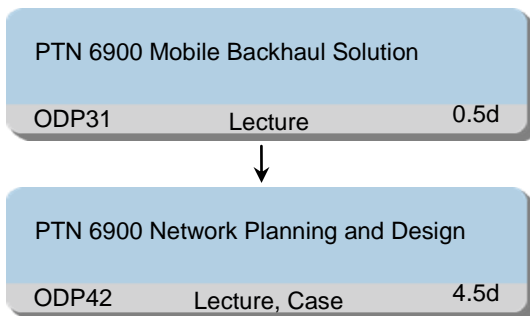 PTN 6900 Mobile Backhaul Solution
ODP31 Lecture 0.5d
PTN 6900 Network Planning and Design
ODP42 Lecture, Case 4.5d